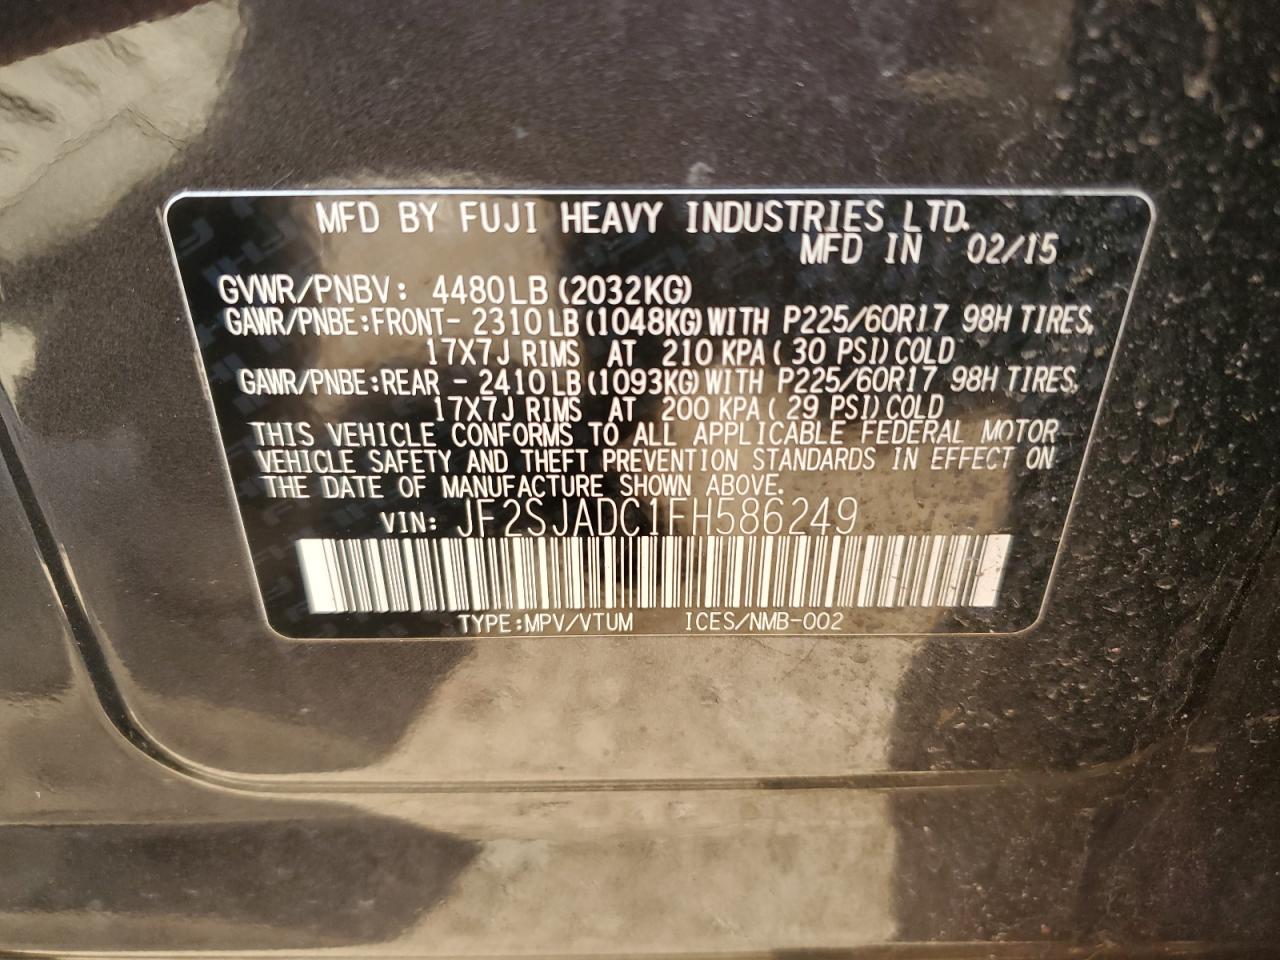 MFD BY FUJI HEAVY INDUSTRIES LTD.
MFD IN 02/15
GVWR/PNBV: 4480LB (2032KG)
GAWR/PNBE:FRONT- 2310LB(1048KG)WITH P225/60R17 98H TIRES,
17X7J RIMS AT 210 KPA( 30 PSI)COLD
GAWR/PNBE:REAR - 2410LB(1093KG)WITH P225/60R17 98H TIRES,
17X7J RIMS AT 200 KPA( 29 PSI)COLD
THIS VEHICLE CONFORMS TO ALL APPLICABLE FEDERAL MOTOR
VEHICLE SAFETY AND THEFT PREVENTION STANDARDS IN EFFECT ON
THE DATE OF MANUFACTURE SHOWN ABOVE.
VIN: JF2SJADC1FH586249
TYPE:MPV/VTUM ICES/NMB-002